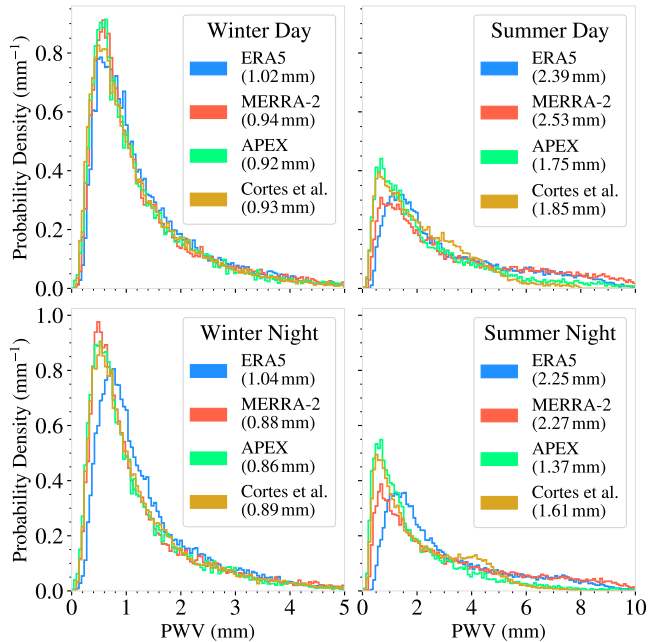 Probability Density (mm⁻¹)
0.8
0.6
0.4
0.2
0.0
Winter Day
ERA5
(1.02 mm)
MERRA-2
(0.94 mm)
APEX
(0.92 mm)
Cortes et al.
(0.93 mm)
Summer Day
ERA5
(2.39 mm)
MERRA-2
(2.53 mm)
APEX
(1.75 mm)
Cortes et al.
(1.85 mm)
Probability Density (mm⁻¹)
1.0
0.8
0.6
0.4
0.2
0.0
Winter Night
ERA5
(1.04 mm)
MERRA-2
(0.88 mm)
APEX
(0.86 mm)
Cortes et al.
(0.89 mm)
Summer Night
ERA5
(2.25 mm)
MERRA-2
(2.27 mm)
APEX
(1.37 mm)
Cortes et al.
(1.61 mm)
0 1 2 3 4 5
PWV (mm)
0 2 4 6 8 10
PWV (mm)